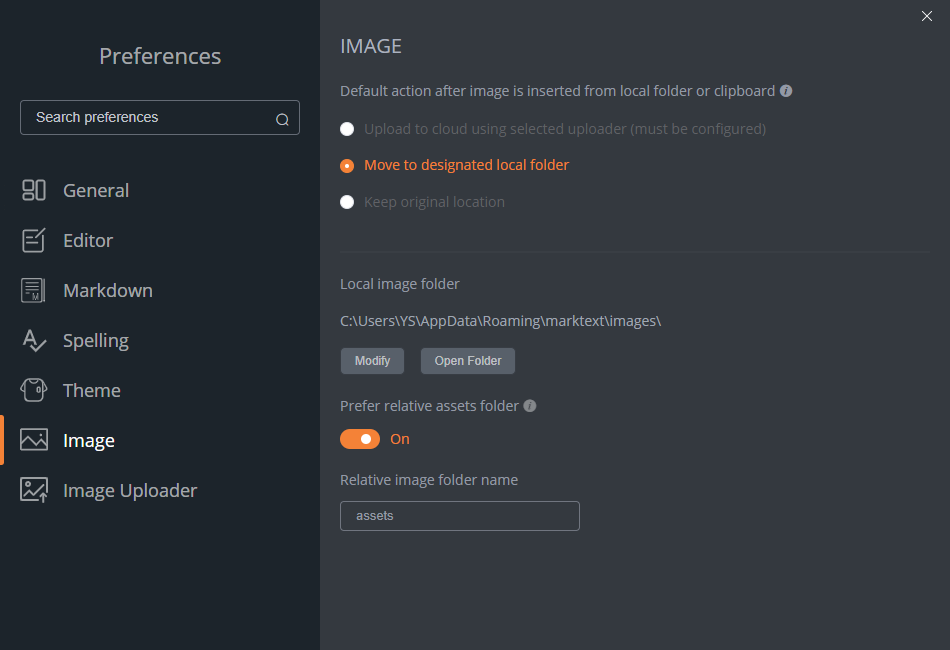 Preferences
Search preferences
General
Editor
Markdown
Spelling
Theme
Image
Image Uploader
IMAGE
Default action after image is inserted from local folder or clipboard
Upload to cloud using selected uploader (must be configured)
Move to designated local folder
Keep original location
Local image folder
C:\Users\YS\AppData\Roaming\marktext\images\
Modify Open Folder
Prefer relative assets folder
On
Relative image folder name
assets